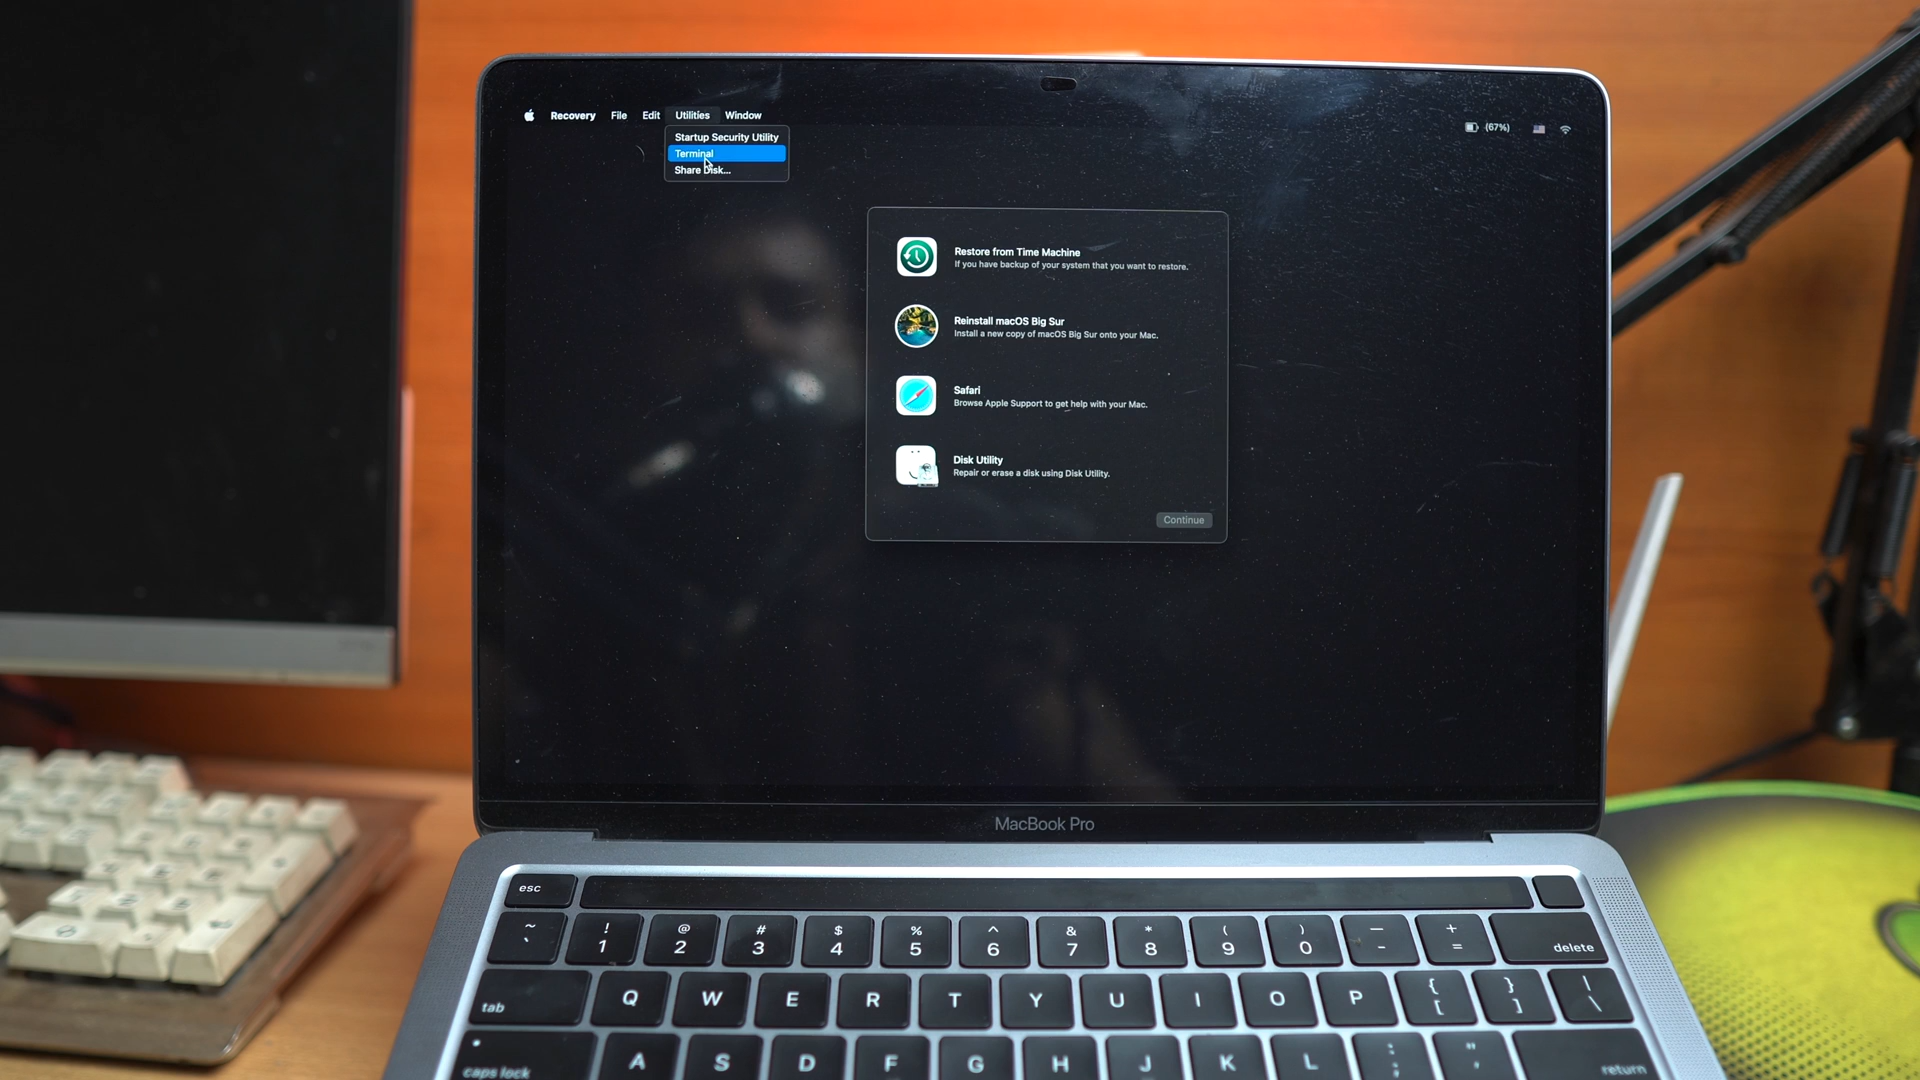 Recovery File Edit Utilities Window
(67%)
Startup Security Utility
Terminal
Share Disk...
Restore from Time Machine
If you have backup of your system that you want to restore.
Reinstall macOS Big Sur
Install a new copy of macOS Big Sur onto your Mac.
Safari
Browse Apple Support to get help with your Mac.
Disk Utility
Repair or erase a disk using Disk Utility.
Continue
MacBook Pro
esc
~ ! @ # $ % ^ & * ( ) — +
` 1 2 3 4 5 6 7 8 9 0 - = delete
tab Q W E R T Y U I O P { [ } ] | \
caps lock A S D F G H J K L : ; " ' return